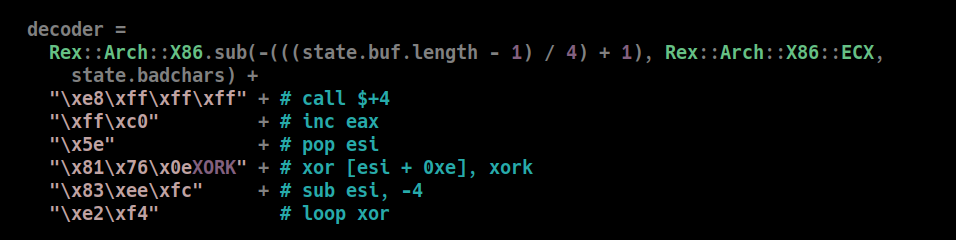 decoder =
  Rex::Arch::X86.sub(-(((state.buf.length - 1) / 4) + 1), Rex::Arch::X86::ECX,
    state.badchars) +
  "\xe8\xff\xff\xff" + # call $+4
  "\xff\xc0"         + # inc eax
  "\x5e"             + # pop esi
  "\x81\x76\x0eXORK" + # xor [esi + 0xe], xork
  "\x83\xee\xfc"     + # sub esi, -4
  "\xe2\xf4"           # loop xor